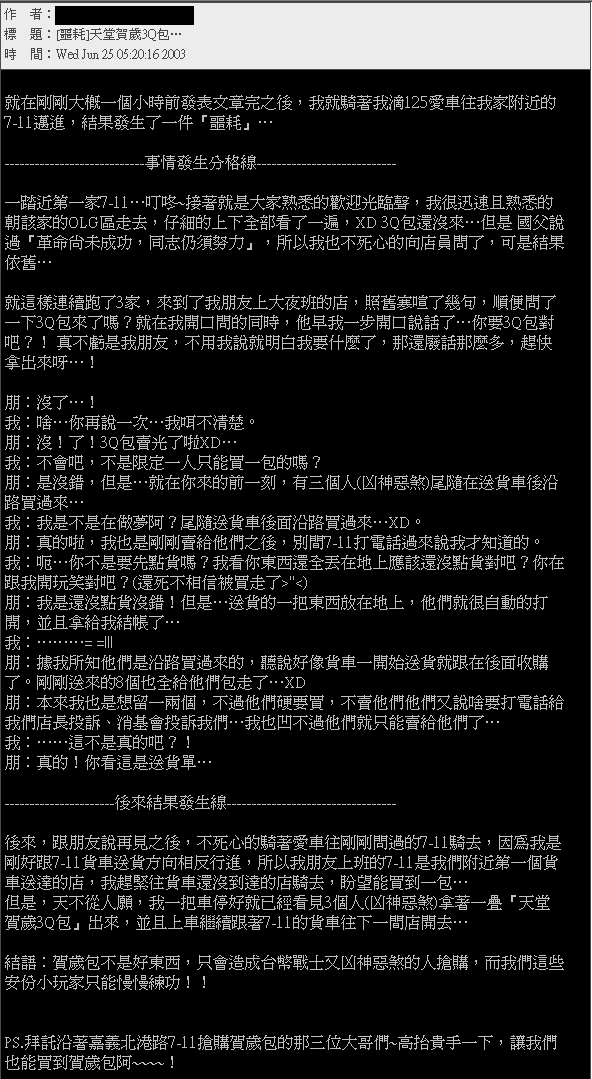 作　者：
標　題：[噩耗]天堂賀歲3Q包…
時　間：Wed Jun 25 05:20:16 2003
就在剛剛大概一個小時前發表文章完之後，我就騎著我滴125愛車往我家附近的
7-11邁進，結果發生了一件『噩耗』…
----------------------------事情發生分格線----------------------------
一踏近第一家7-11…叮咚~接著就是大家熟悉的歡迎光臨聲，我很迅速且熟悉的
朝該家的OLG區走去，仔細的上下全部看了一遍，XD 3Q包還沒來…但是 國父說
過『革命尚未成功，同志仍須努力』，所以我也不死心的向店員問了，可是結果
依舊…
就這樣連續跑了3家，來到了我朋友上大夜班的店，照舊寒喧了幾句，順便問了
一下3Q包來了嗎？就在我開口問的同時，他早我一步開口說話了…你要3Q包對
吧？！ 真不虧是我朋友，不用我說就明白我要什麼了，那還廢話那麼多，趕快
拿出來呀…！
朋：沒了…！
我：啥…你再說一次…我咡不清楚。
朋：沒！了！3Q包賣光了啦XD…
我：不會吧，不是限定一人只能買一包的嗎？
朋：是沒錯，但是…就在你來的前一刻，有三個人(凶神惡煞)尾隨在送貨車後沿
路買過來…
我：我是不是在做夢阿？尾隨送貨車後面沿路買過來…XD。
朋：真的啦，我也是剛剛賣給他們之後，別間7-11打電話過來說我才知道的。
我：呃…你不是要先點貨嗎？我看你東西還全丟在地上應該還沒點貨對吧？你在
跟我開玩笑對吧？(還死不相信被買走了>"<)
朋：我是還沒點貨沒錯！但是…送貨的一把東西放在地上，他們就很自動的打
開，並且拿給我結帳了…
我：………= =|||
朋：據我所知他們是沿路買過來的，聽說好像貨車一開始送貨就跟在後面收購
了。剛剛送來的8個也全給他們包走了…XD
朋：本來我也是想留一兩個，不過他們硬要買，不賣他們他們又說啥要打電話給
我們店長投訴、消基會投訴我們…我也凹不過他們就只能賣給他們了…
我：……這不是真的吧？！
朋：真的！你看這是送貨單…
----------------------後來結果發生線----------------------------------
後來，跟朋友說再見之後，不死心的騎著愛車往剛剛問過的7-11騎去，因為我是
剛好跟7-11貨車送貨方向相反行進，所以我朋友上班的7-11是我們附近第一個貨
車送達的店，我趕緊往貨車還沒到達的店騎去，盼望能買到一包…
但是，天不從人願，我一把車停好就已經看見3個人(凶神惡煞)拿著一疊『天堂
賀歲3Q包』出來，並且上車繼續跟著7-11的貨車往下一間店開去…
結語：賀歲包不是好東西，只會造成台幣戰士又凶神惡煞的人搶購，而我們這些
安份小玩家只能慢慢練功！！
PS.拜託沿著嘉義北港路7-11搶購賀歲包的那三位大哥們~高抬貴手一下，讓我們
也能買到賀歲包阿~~~~！